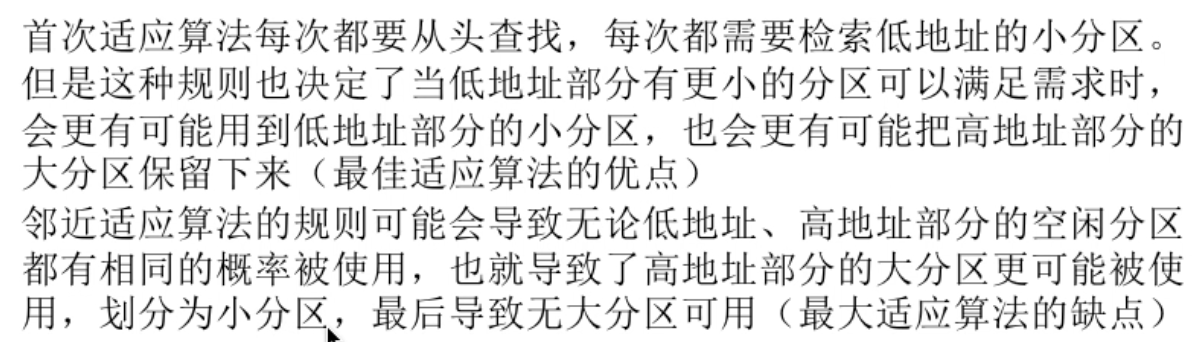 首次适应算法每次都要从头查找，每次都需要检索低地址的小分区。
但是这种规则也决定了当低地址部分有更小的分区可以满足需求时，
会更有可能用到低地址部分的小分区，也会更有可能把高地址部分的
大分区保留下来（最佳适应算法的优点）
邻近适应算法的规则可能会导致无论低地址、高地址部分的空闲分区
都有相同的概率被使用，也就导致了高地址部分的大分区更可能被使
用，划分为小分区，最后导致无大分区可用（最大适应算法的缺点）